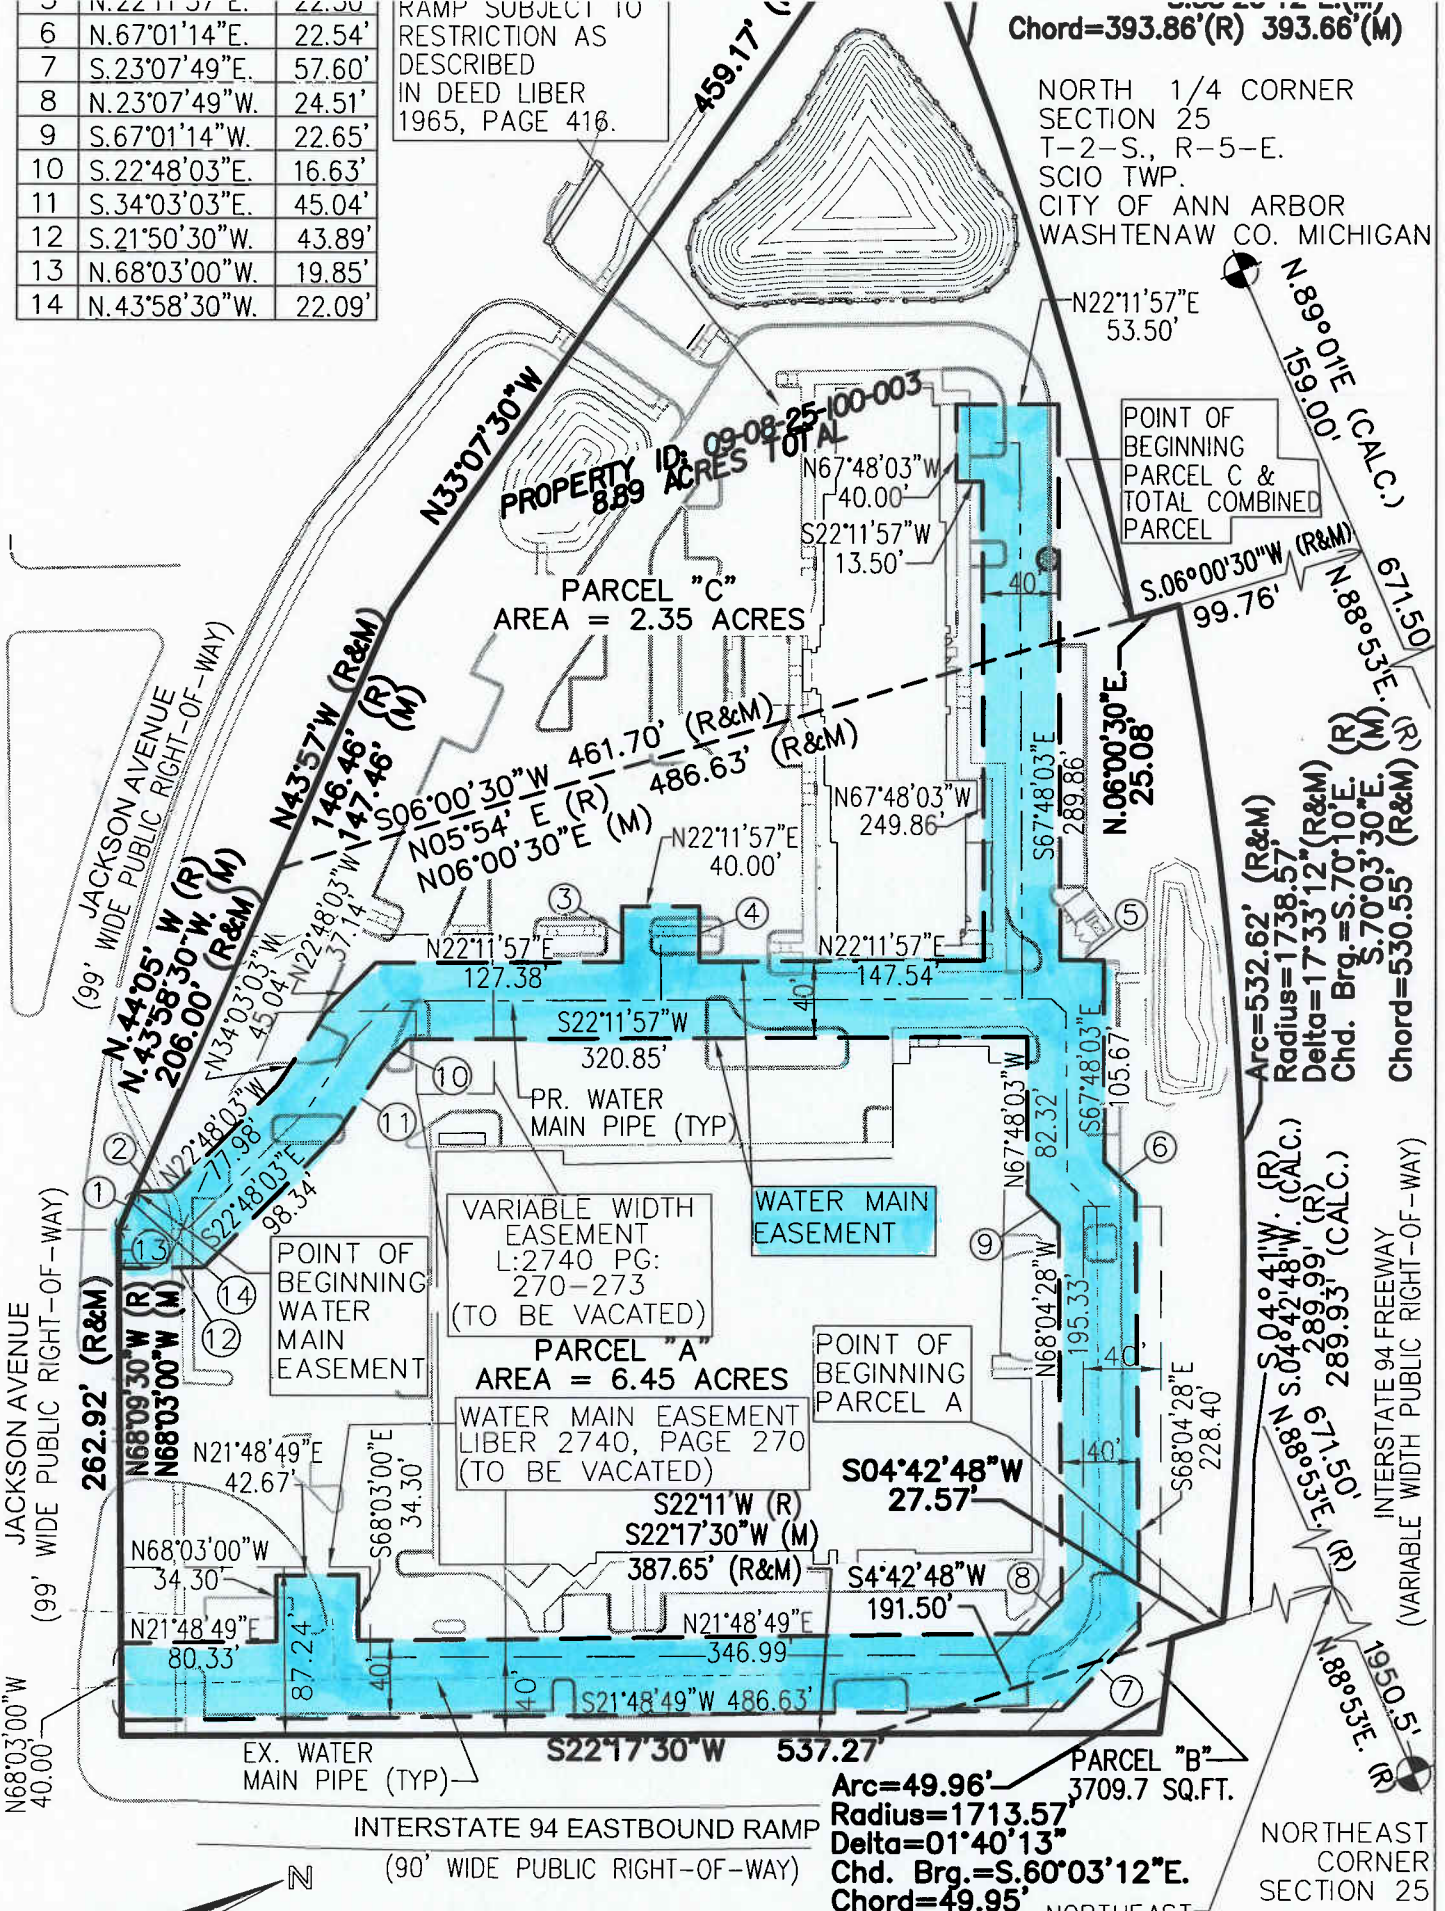 5 N.22°11'57"E. 22.50'
6 N.67°01'14"E. 22.54'
7 S.23°07'49"E. 57.60'
8 N.23°07'49"W. 24.51'
9 S.67°01'14"W. 22.65'
10 S.22°48'03"E. 16.63'
11 S.34°03'03"E. 45.04'
12 S.21°50'30"W. 43.89'
13 N.68°03'00"W. 19.85'
14 N.43°58'30"W. 22.09'
RAMP SUBJECT TO
RESTRICTION AS
DESCRIBED
IN DEED LIBER
1965, PAGE 416.
459.17'
Chord=393.86'(R) 393.66'(M)
NORTH 1/4 CORNER
SECTION 25
T-2-S., R-5-E.
SCIO TWP.
CITY OF ANN ARBOR
WASHTENAW CO. MICHIGAN
N.89°01'E (CALC.)
159.00'
N22°11'57"E
53.50'
N33°07'30"W
PROPERTY ID: 09-08-25-100-003
8.89 ACRES TOTAL
N67°48'03"W
40.00'
S22°11'57"W
13.50'
POINT OF
BEGINNING
PARCEL C &
TOTAL COMBINED
PARCEL
S.06°00'30"W (R&M)
99.76'
671.50'
N.88°53'E. (R)
40'
PARCEL "C"
AREA = 2.35 ACRES
N43°57'W (R&M)
146.46' (R)
147.46' (M)
JACKSON AVENUE
(99' WIDE PUBLIC RIGHT-OF-WAY)
S06°00'30"W 461.70' (R&M)
N05°54' E (R) 486.63' (R&M)
N06°00'30"E (M)
N.06°00'30"E.
25.08'
S67°48'03"E
289.86'
N67°48'03"W
249.86'
N22°11'57"E
40.00'
Arc=532.62' (R&M)
Radius=1738.57'
Delta=17°33'12"(R&M)
Chd. Brg.=S.70°10'E. (R)
S.70°03'30"E. (M)
Chord=530.55' (R&M)
N.44°05' W (R)
N.43°58'30"W. (M)
206.00' (R&M)
N22°48'03"W
37.14'
N34°03'03"W
45.04'
3
4
5
N22°11'57"E
127.38'
N22°11'57"E
147.54'
40'
S22°11'57"W
320.85'
S67°48'03"E
105.67'
N67°48'03"W
82.32'
10
11
PR. WATER
MAIN PIPE (TYP)
N22°48'03"W
77.98'
S22°48'03"E
98.34'
2
1
13
14
12
6
9
VARIABLE WIDTH
EASEMENT
L:2740 PG:
270-273
(TO BE VACATED)
WATER MAIN
EASEMENT
POINT OF
BEGINNING
WATER
MAIN
EASEMENT
PARCEL "A"
AREA = 6.45 ACRES
POINT OF
BEGINNING
PARCEL A
N68°04'28"W
195.33'
40'
40'
S68°04'28"E
228.40'
S.04°41'W. (R)
S.04°42'48"W. (CALC.)
289.99' (R)
289.93' (CALC.)
INTERSTATE 94 FREEWAY
(VARIABLE WIDTH PUBLIC RIGHT-OF-WAY)
671.50'
N.88°53'E. (R)
JACKSON AVENUE
(99' WIDE PUBLIC RIGHT-OF-WAY)
262.92' (R&M)
N68°09'30"W (R)
N68°03'00"W (M)
WATER MAIN EASEMENT
LIBER 2740, PAGE 270
(TO BE VACATED)
N21°48'49"E
42.67'
S68°03'00"E
34.30'
S04°42'48"W
27.57'
S22°11'W (R)
S22°17'30"W (M)
387.65' (R&M)
N68°03'00"W
34.30'
S4°42'48"W
191.50'
8
7
N21°48'49"E
80.33'
87.24'
40'
40'
N21°48'49"E
346.99'
S21°48'49"W 486.63'
N68°03'00"W
40.00'
1950.5'
N.88°53'E. (R)
EX. WATER
MAIN PIPE (TYP)
S22°17'30"W 537.27'
PARCEL "B"
3709.7 SQ.FT.
Arc=49.96'
Radius=1713.57'
Delta=01°40'13"
Chd. Brg.=S.60°03'12"E.
Chord=49.95'
INTERSTATE 94 EASTBOUND RAMP
(90' WIDE PUBLIC RIGHT-OF-WAY)
N
NORTHEAST
CORNER
SECTION 25
NORTHEAST